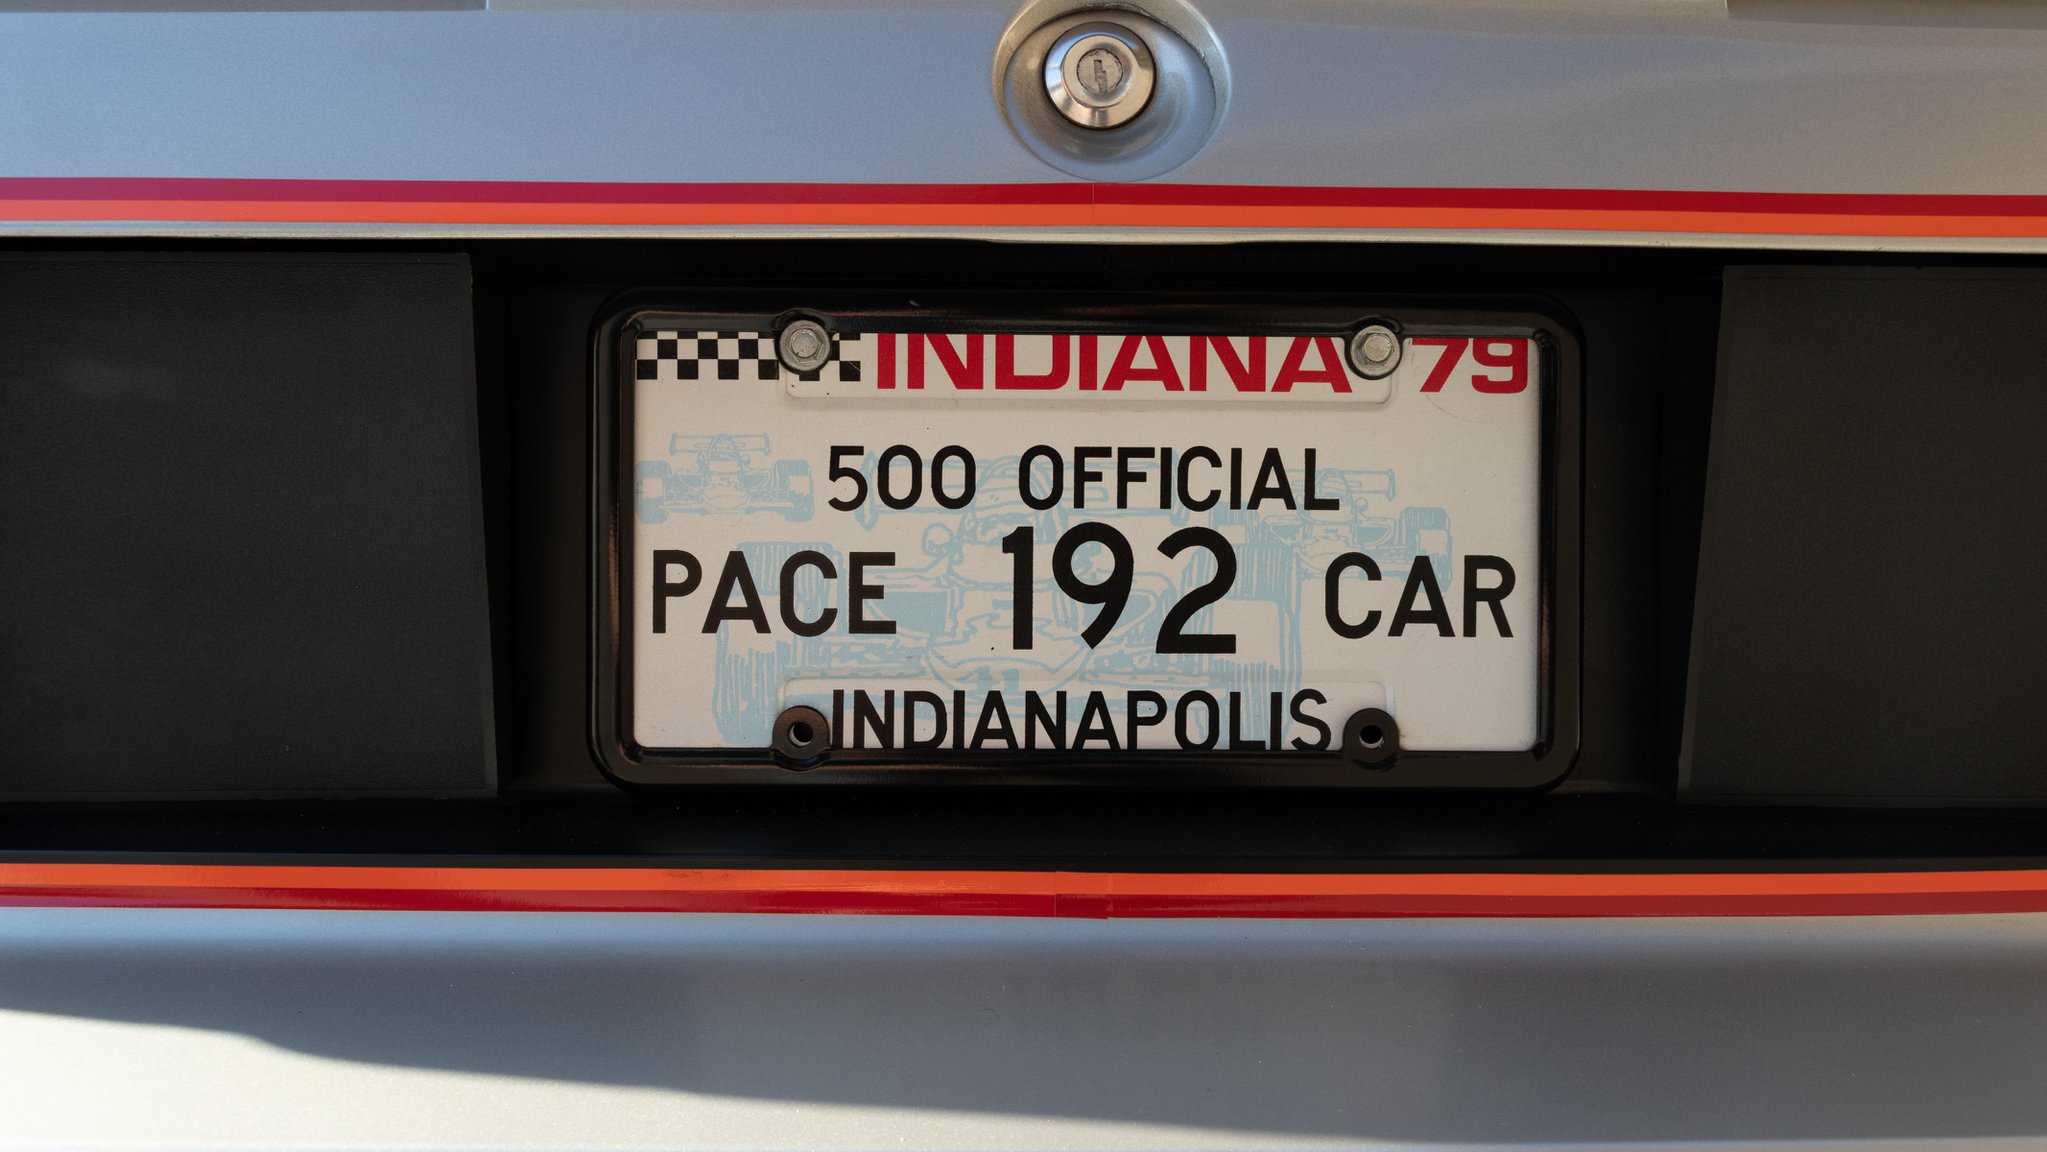 INDIANA '79
500 OFFICIAL
PACE 192 CAR
INDIANAPOLIS